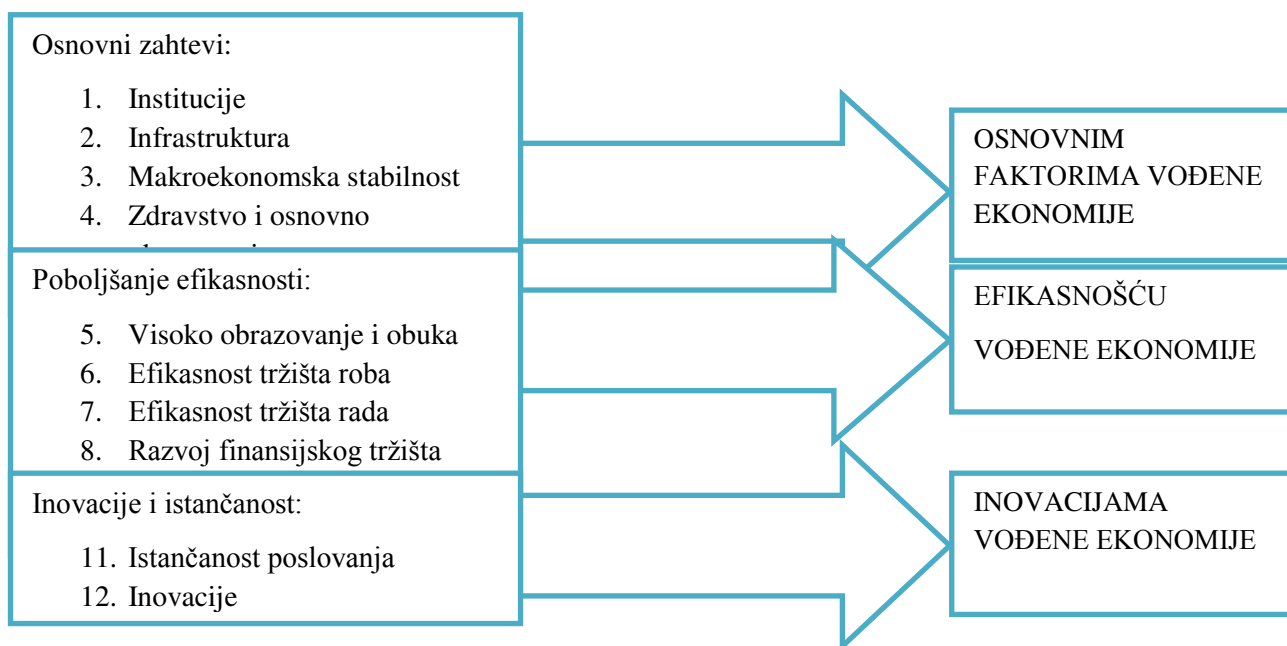 Osnovni zahtevi:
1. Institucije
2. Infrastruktura
3. Makroekonomska stabilnost
4. Zdravstvo i osnovno
Poboljšanje efikasnosti:
5. Visoko obrazovanje i obuka
6. Efikasnost tržišta roba
7. Efikasnost tržišta rada
8. Razvoj finansijskog tržišta
Inovacije i istančanost:
11. Istančanost poslovanja
12. Inovacije
OSNOVNIM
FAKTORIMA VOĐENE
EKONOMIJE
EFIKASNOŠĆU
VOĐENE EKONOMIJE
INOVACIJAMA
VOĐENE EKONOMIJE